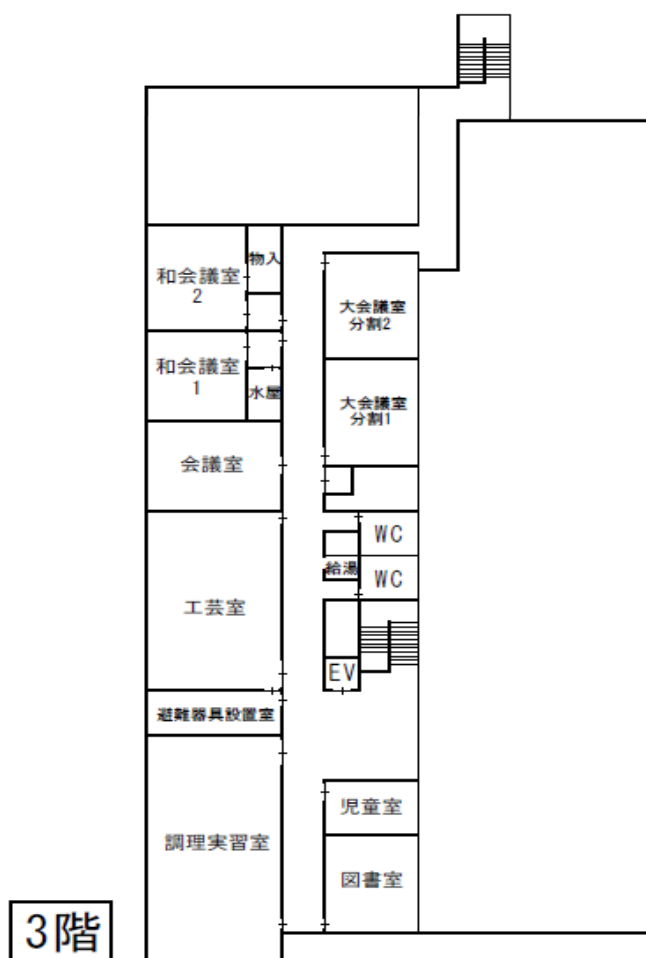 物入
和会議室
2
大会議室
分割2
和会議室
1
水屋
大会議室
分割1
会議室
WC
給湯
WC
工芸室
EV
避難器具設置室
児童室
調理実習室
図書室
3階